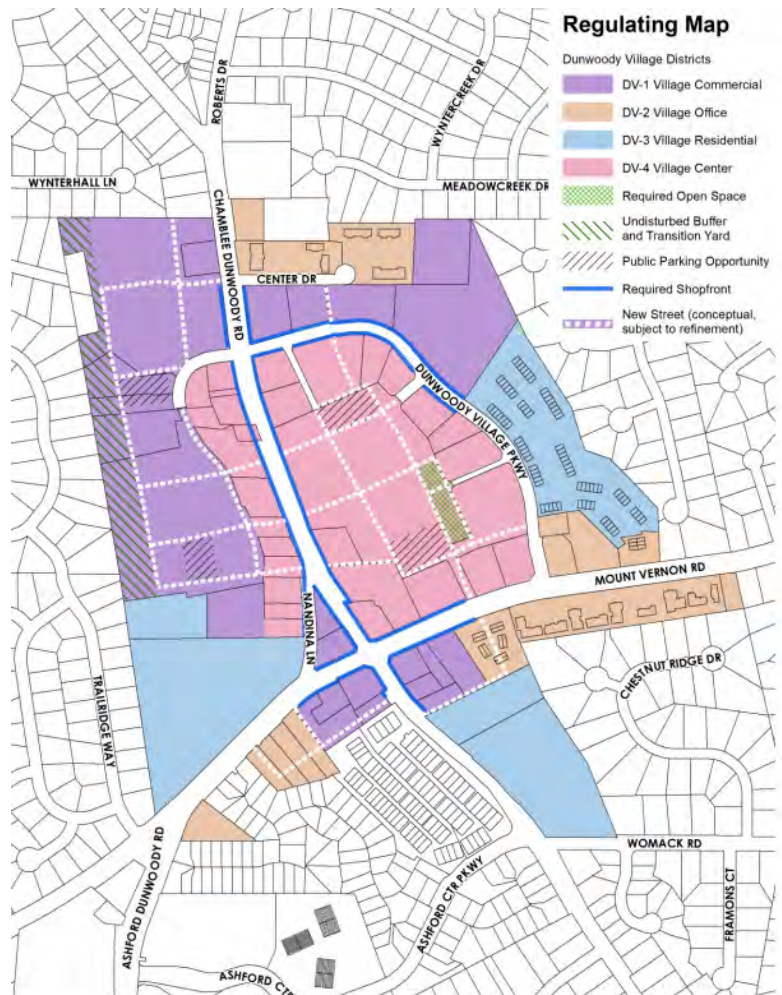 Regulating Map
Dunwoody Village Districts
DV-1 Village Commercial
DV-2 Village Office
DV-3 Village Residential
DV-4 Village Center
Required Open Space
Undisturbed Buffer
and Transition Yard
Public Parking Opportunity
Required Shopfront
New Street (conceptual,
subject to refinement)
ROBERTS DR
WYNTERCREEK DR
WYNTERHALL LN
MEADOWCREEK DR
CHAMBLEE DUNWOODY RD
CENTER DR
DUNWOODY VILLAGE PKWY
MOUNT VERNON RD
NANDINA LN
TRAILRIDGE WAY
CHESTNUT RIDGE DR
WOMACK RD
ASHFORD DUNWOODY RD
ASHFORD CTR PKWY
FRAMONS CT
ASHFORD CTR